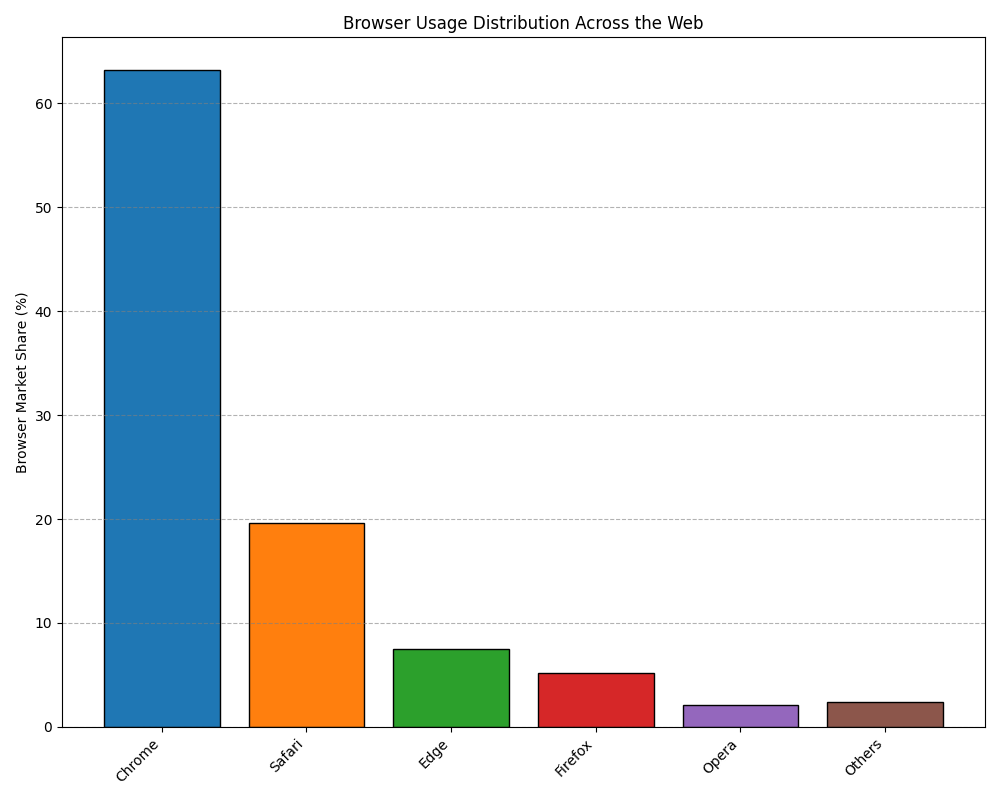 Browser Usage Distribution Across the Web
Browser Market Share (%)
60
50
40
30
20
10
0
Chrome
Safari
Edge
Firefox
Opera
Others